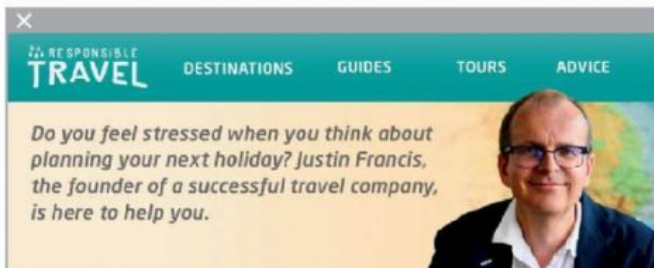 RESPONSIBLE
TRAVEL
DESTINATIONS GUIDES TOURS ADVICE
Do you feel stressed when you think about
planning your next holiday? Justin Francis,
the founder of a successful travel company,
is here to help you.